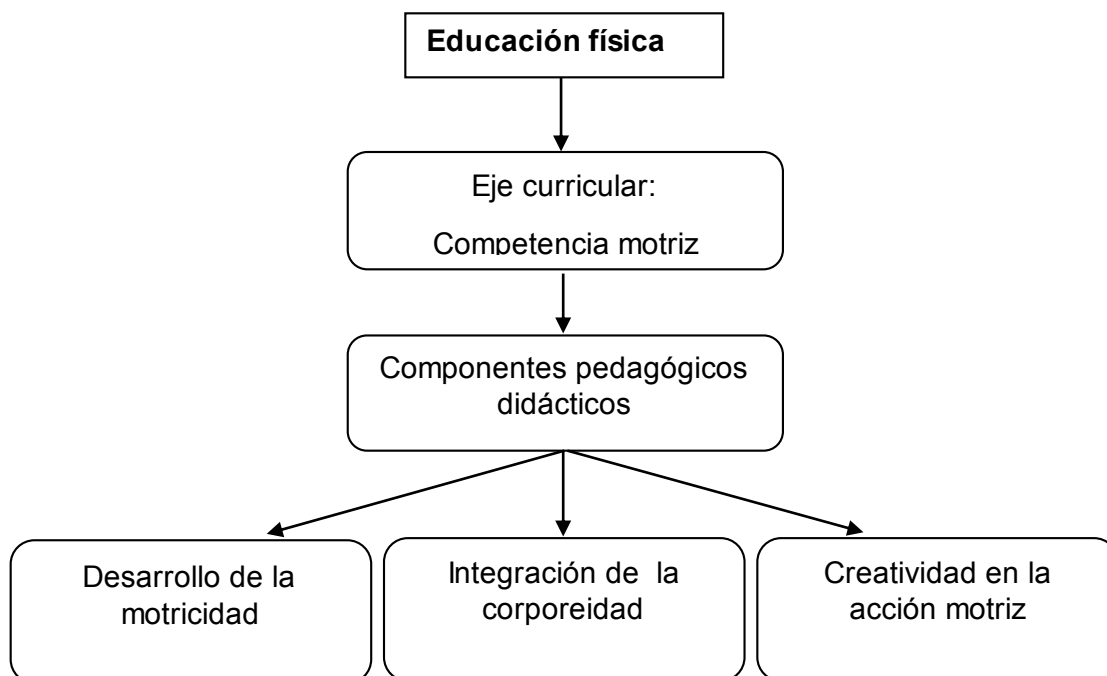 Educación física
Eje curricular:
Competencia motriz
Componentes pedagógicos
didácticos
Desarrollo de la
motricidad
Integración de la
corporeidad
Creatividad en la
acción motriz